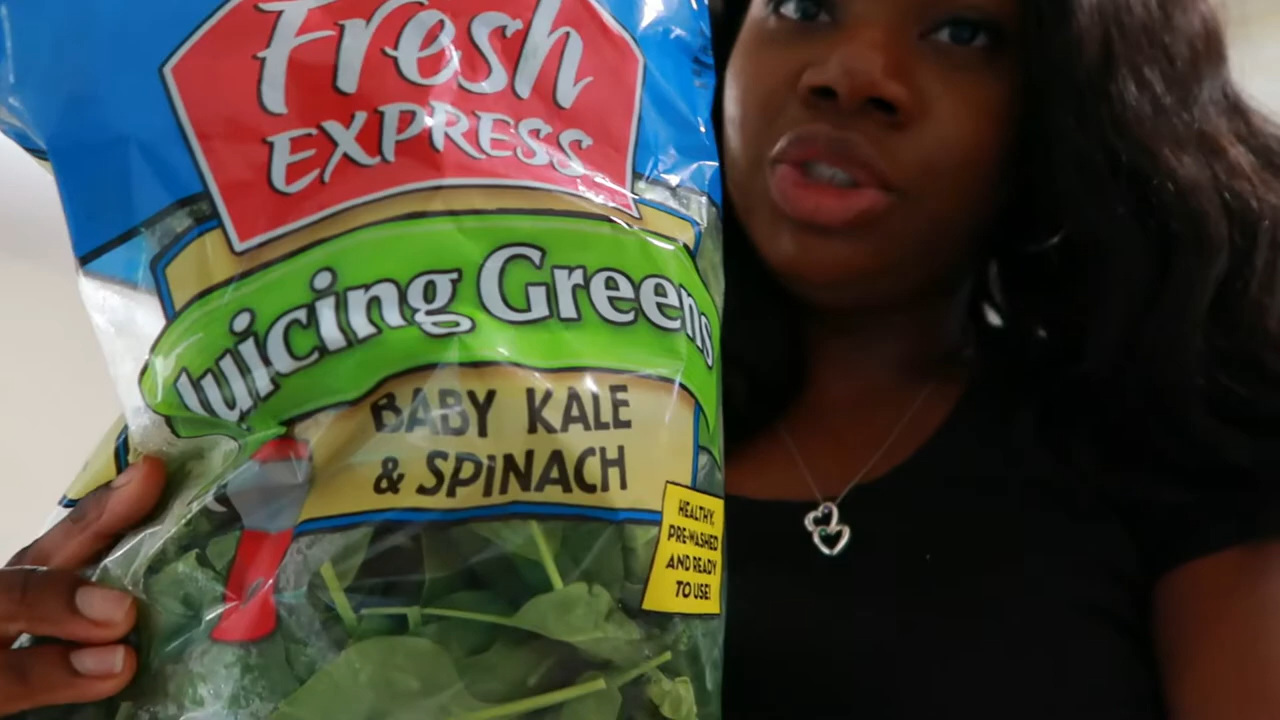 Fresh
EXPRESS
Juicing Greens
BABY KALE
& SPINACH
HEALTHY,
PRE-WASHED
AND READY
TO USE!